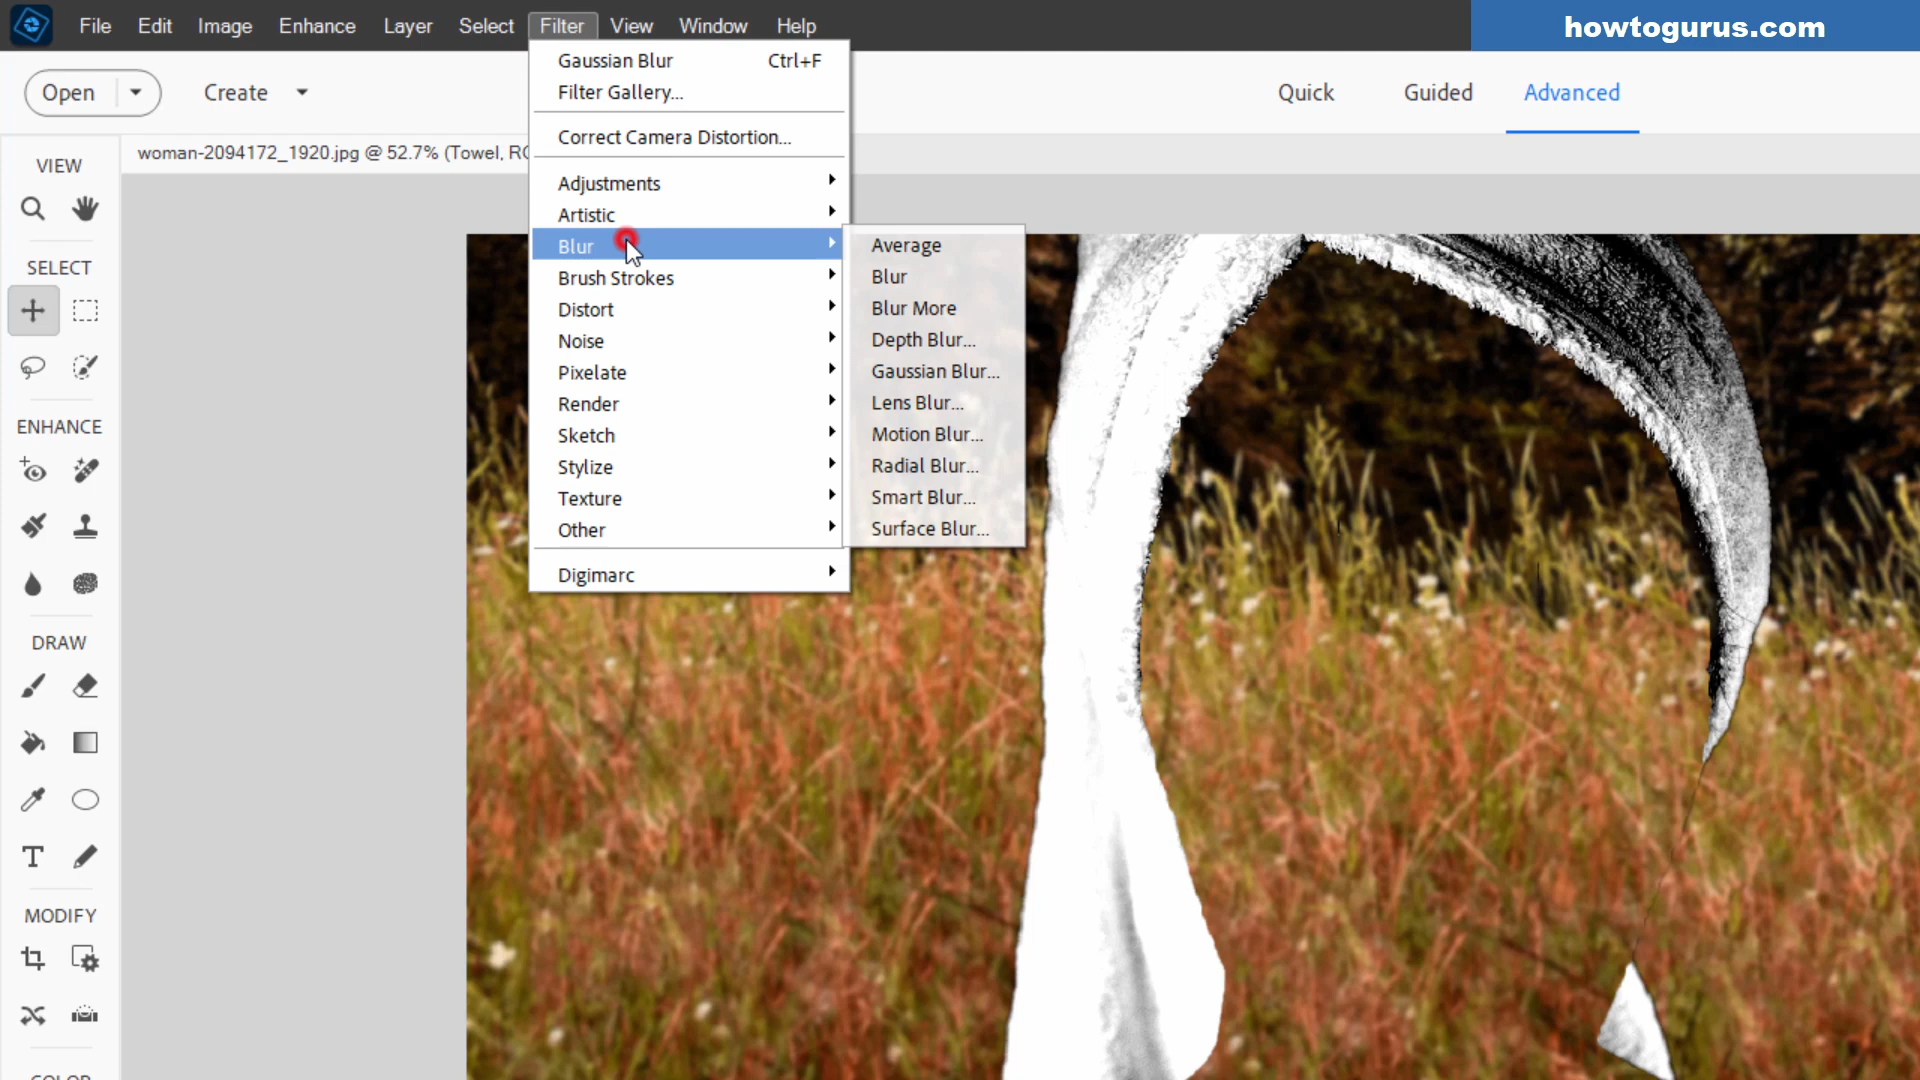 File Edit Image Enhance Layer Select Filter View Window Help
howtogurus.com
Open Create Quick Guided Advanced
woman-2094172_1920.jpg @ 52.7% (Towel,
Gaussian Blur Ctrl+F
Filter Gallery...
Correct Camera Distortion...
Adjustments
Artistic
Blur
Brush Strokes
Distort
Noise
Pixelate
Render
Sketch
Stylize
Texture
Other
Digimarc
Average
Blur
Blur More
Depth Blur...
Gaussian Blur...
Lens Blur...
Motion Blur...
Radial Blur...
Smart Blur...
Surface Blur...
VIEW
SELECT
ENHANCE
DRAW
MODIFY
COLOR